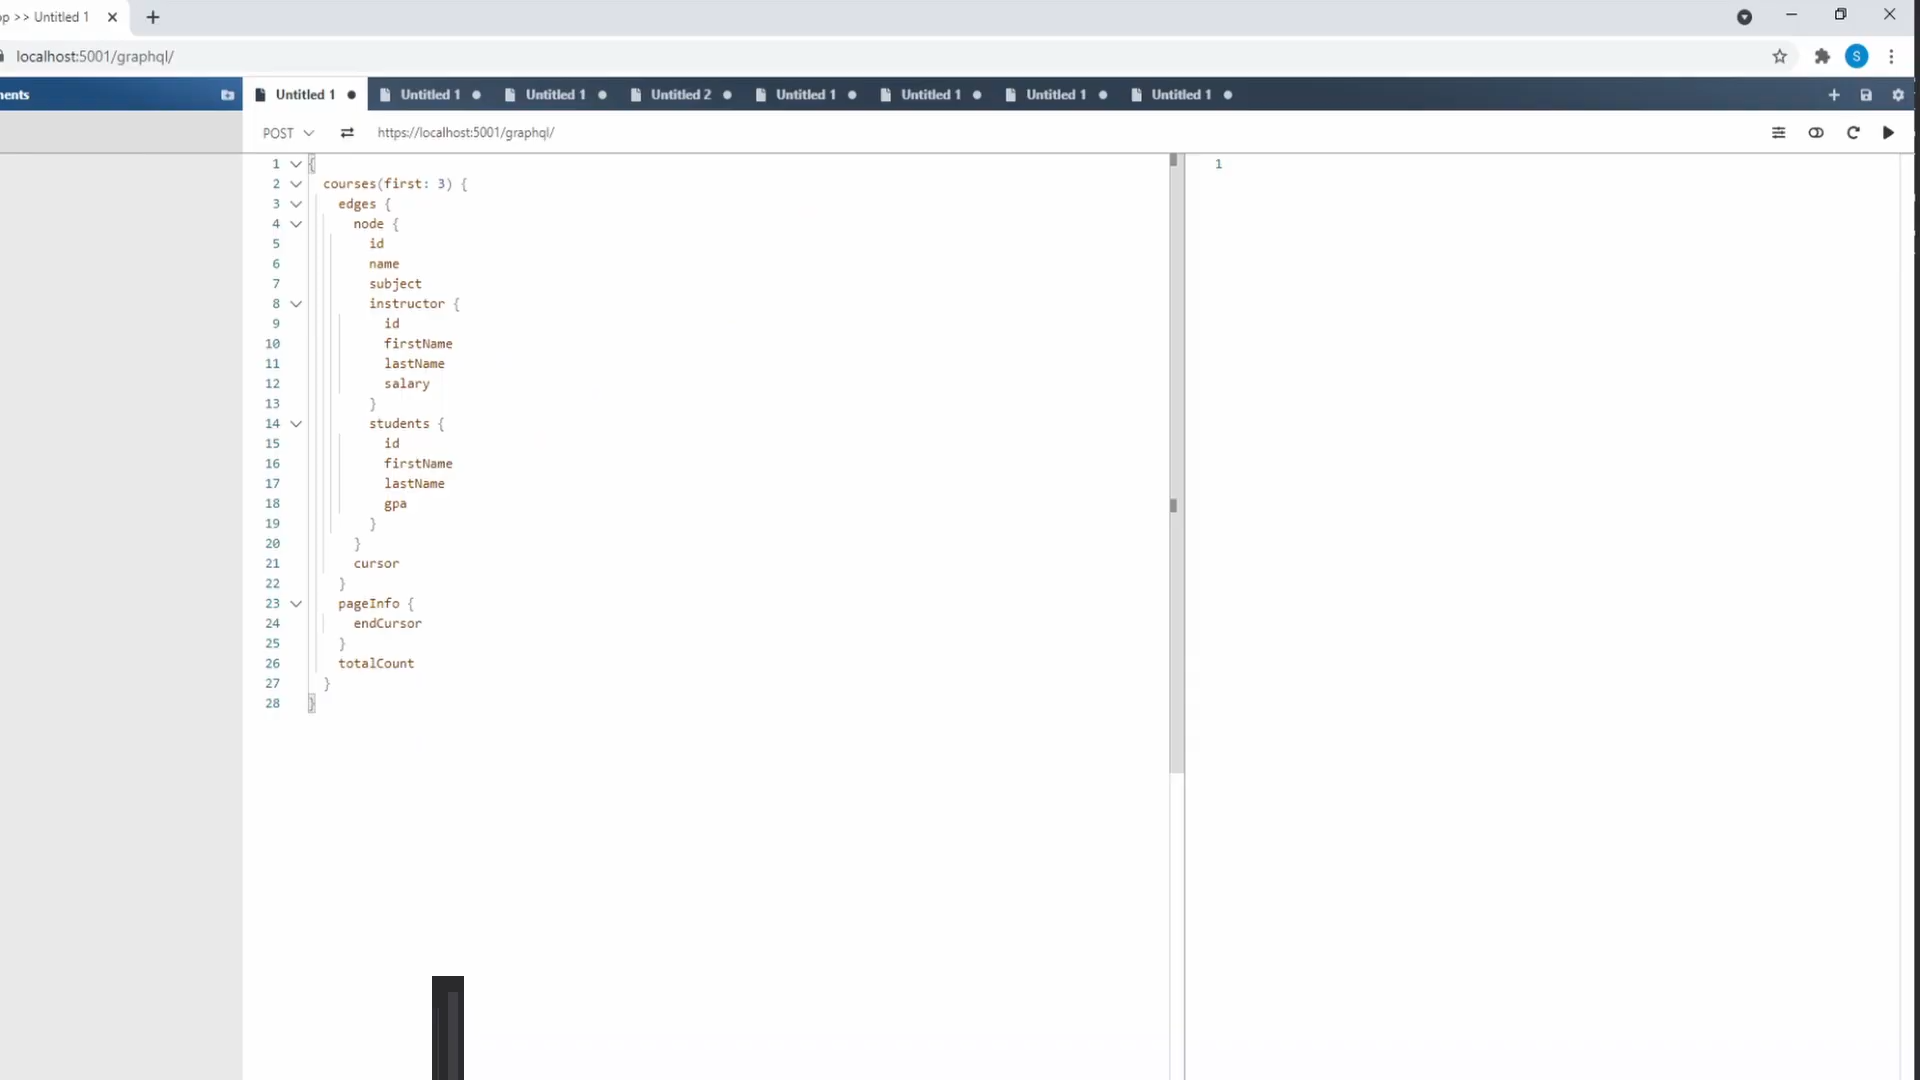 op >> Untitled 1
localhost:5001/graphql/
S
nents
Untitled 1 Untitled 1 Untitled 1 Untitled 2 Untitled 1 Untitled 1 Untitled 1 Untitled 1
POST https://localhost:5001/graphql/
1 {
2 courses(first: 3) {
3 edges {
4 node {
5 id
6 name
7 subject
8 instructor {
9 id
10 firstName
11 lastName
12 salary
13 }
14 students {
15 id
16 firstName
17 lastName
18 gpa
19 }
20 }
21 cursor
22 }
23 pageInfo {
24 endCursor
25 }
26 totalCount
27 }
28 }
1